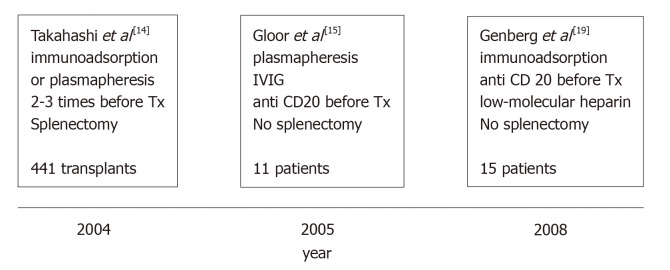 Takahashi et al[14]
immunoadsorption
or plasmapheresis
2-3 times before Tx
Splenectomy
441 transplants
Gloor et al[15]
plasmapheresis
IVIG
anti CD20 before Tx
No splenectomy
11 patients
Genberg et al[19]
immunoadsorption
anti CD 20 before Tx
low-molecular heparin
No splenectomy
15 patients
2004
2005
2008
year